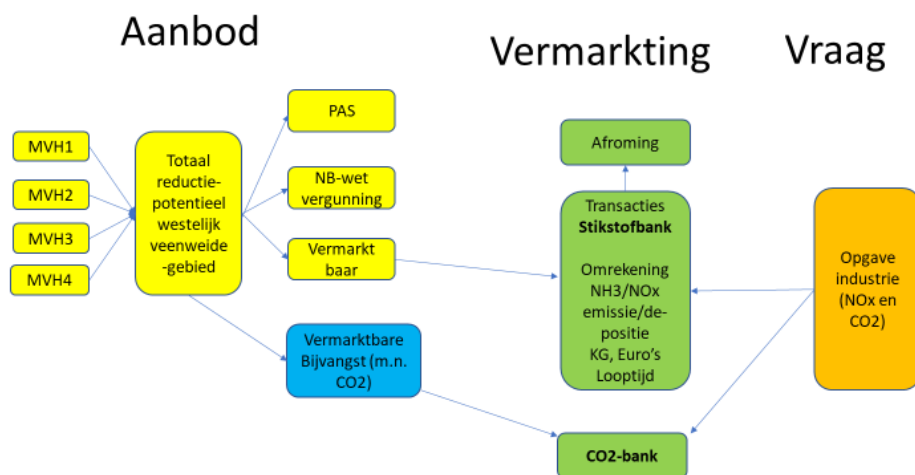 Aanbod
Vermarkting
Vraag
MVH1
MVH2
MVH3
MVH4
Totaal
reductie-
potentieel
westelijk
veenweide
-gebied
PAS
NB-wet
vergunning
Vermarkt
baar
Vermarktbare
Bijvangst (m.n.
CO2)
Afroming
Transacties
Stikstofbank
Omrekening
NH3/NOx
emissie/de-
positie
KG, Euro's
Looptijd
CO2-bank
Opgave
industrie
(NOx en
CO2)